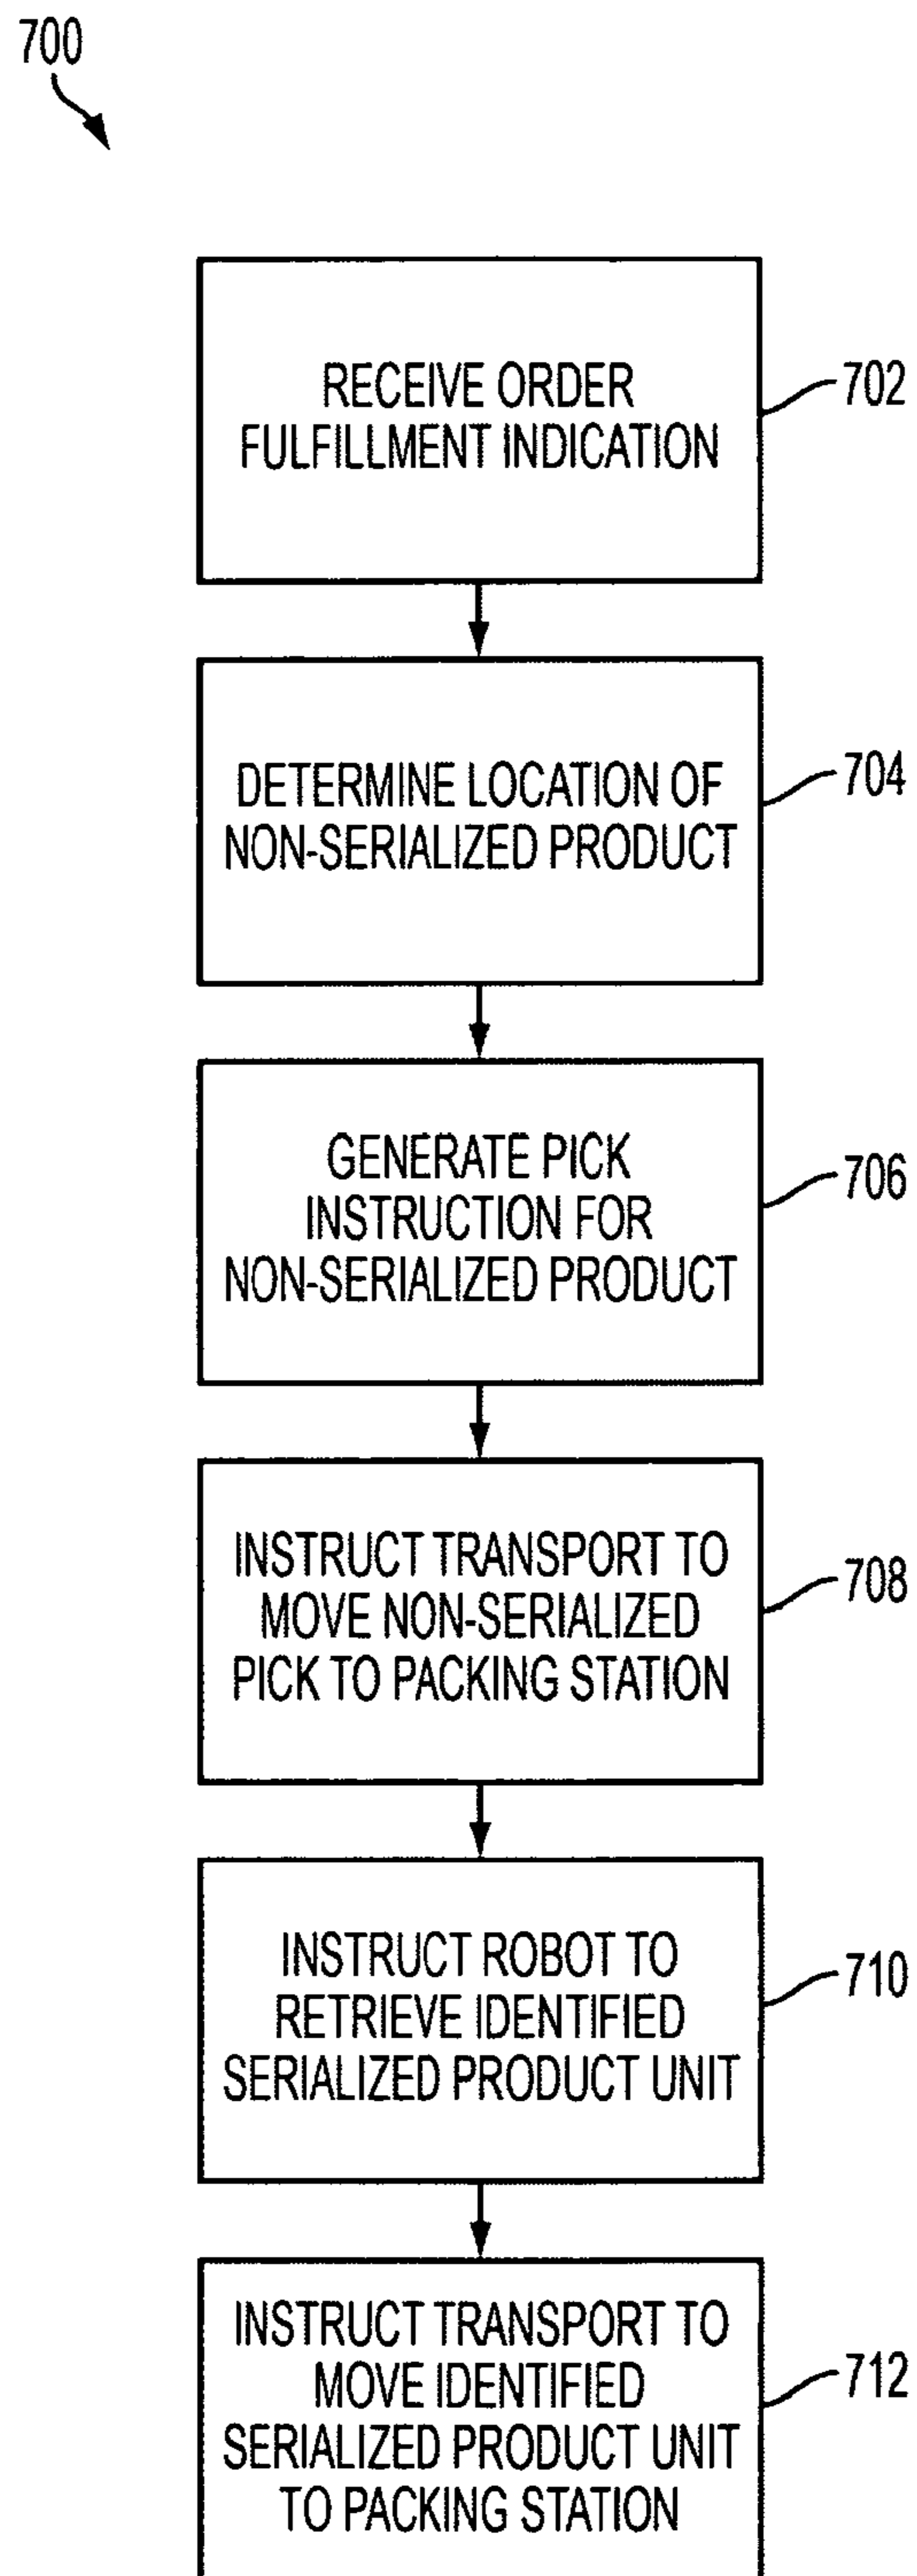 700
RECEIVE ORDER
FULFILLMENT INDICATION
702
DETERMINE LOCATION OF
NON-SERIALIZED PRODUCT
704
GENERATE PICK
INSTRUCTION FOR
NON-SERIALIZED PRODUCT
706
INSTRUCT TRANSPORT TO
MOVE NON-SERIALIZED
PICK TO PACKING STATION
708
INSTRUCT ROBOT TO
RETRIEVE IDENTIFIED
SERIALIZED PRODUCT UNIT
710
INSTRUCT TRANSPORT TO
MOVE IDENTIFIED
SERIALIZED PRODUCT UNIT
TO PACKING STATION
712